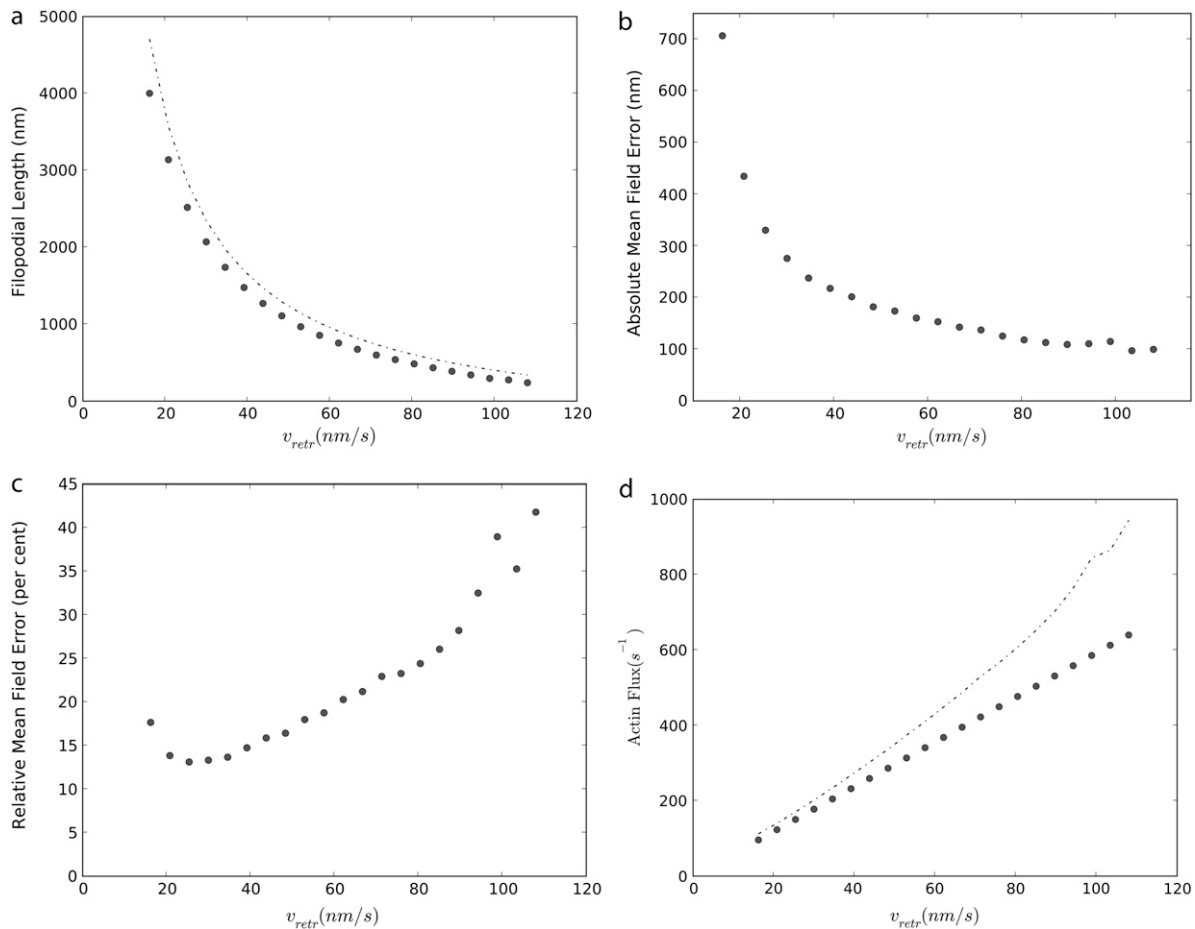 a
5000
4000
3000
2000
1000
0
Filopodial Length (nm)
0 20 40 60 80 100 120
v_retr(nm/s)
b
700
600
500
400
300
200
100
0
Absolute Mean Field Error (nm)
20 40 60 80 100
v_retr(nm/s)
c
45
40
35
30
25
20
15
10
5
0
Relative Mean Field Error (per cent)
0 20 40 60 80 100 120
v_retr(nm/s)
d
1000
800
600
400
200
0
Actin Flux(s⁻¹)
0 20 40 60 80 100 120
v_retr(nm/s)